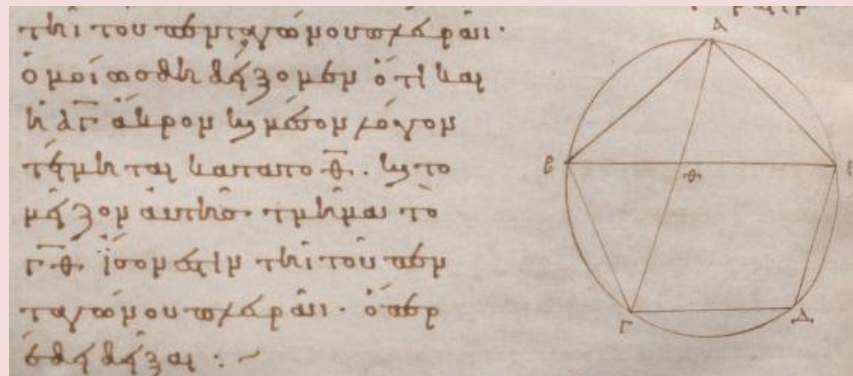 τῆι τοῦ πενταγώνου πλευρᾶι·
ὁμοίως δὴ δείξομεν ὅτι καὶ
ἡ ΑΓ ἄκρον καὶ μέσον λόγον
τέμνεται κατὰ τὸ Θ. καὶ τὸ
μεῖζον αὐτῆς τμῆμα τὸ
ΓΘ ἴσον ἐστὶν τῆι τοῦ πεν
ταγώνου πλευρᾶι· ὅπερ
ἔδει δεῖξαι :~
Α
Β
Ε
Θ
Γ
Δ